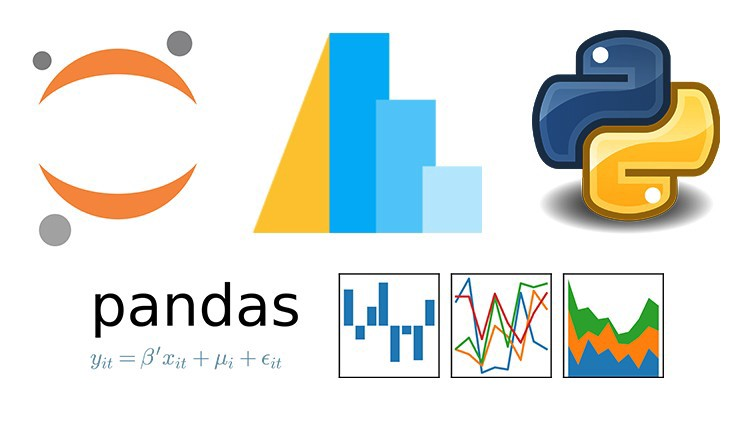 pandas
yᵢₜ = β′xᵢₜ + μᵢ + ϵᵢₜ